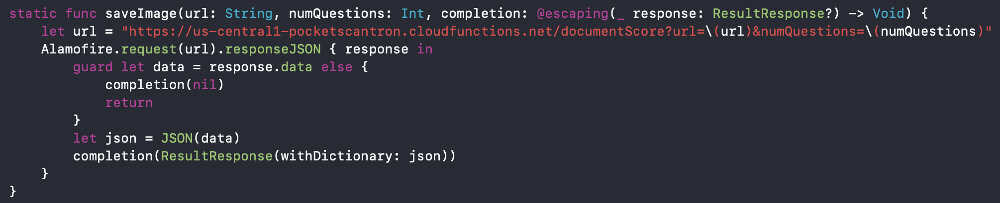 static func saveImage(url: String, numQuestions: Int, completion: @escaping(_ response: ResultResponse?) -> Void) {
    let url = "https://us-central1-pocketscantron.cloudfunctions.net/documentScore?url=\(url)&numQuestions=\(numQuestions)"
    Alamofire.request(url).responseJSON { response in
        guard let data = response.data else {
            completion(nil)
            return
        }
        let json = JSON(data)
        completion(ResultResponse(withDictionary: json))
    }
}